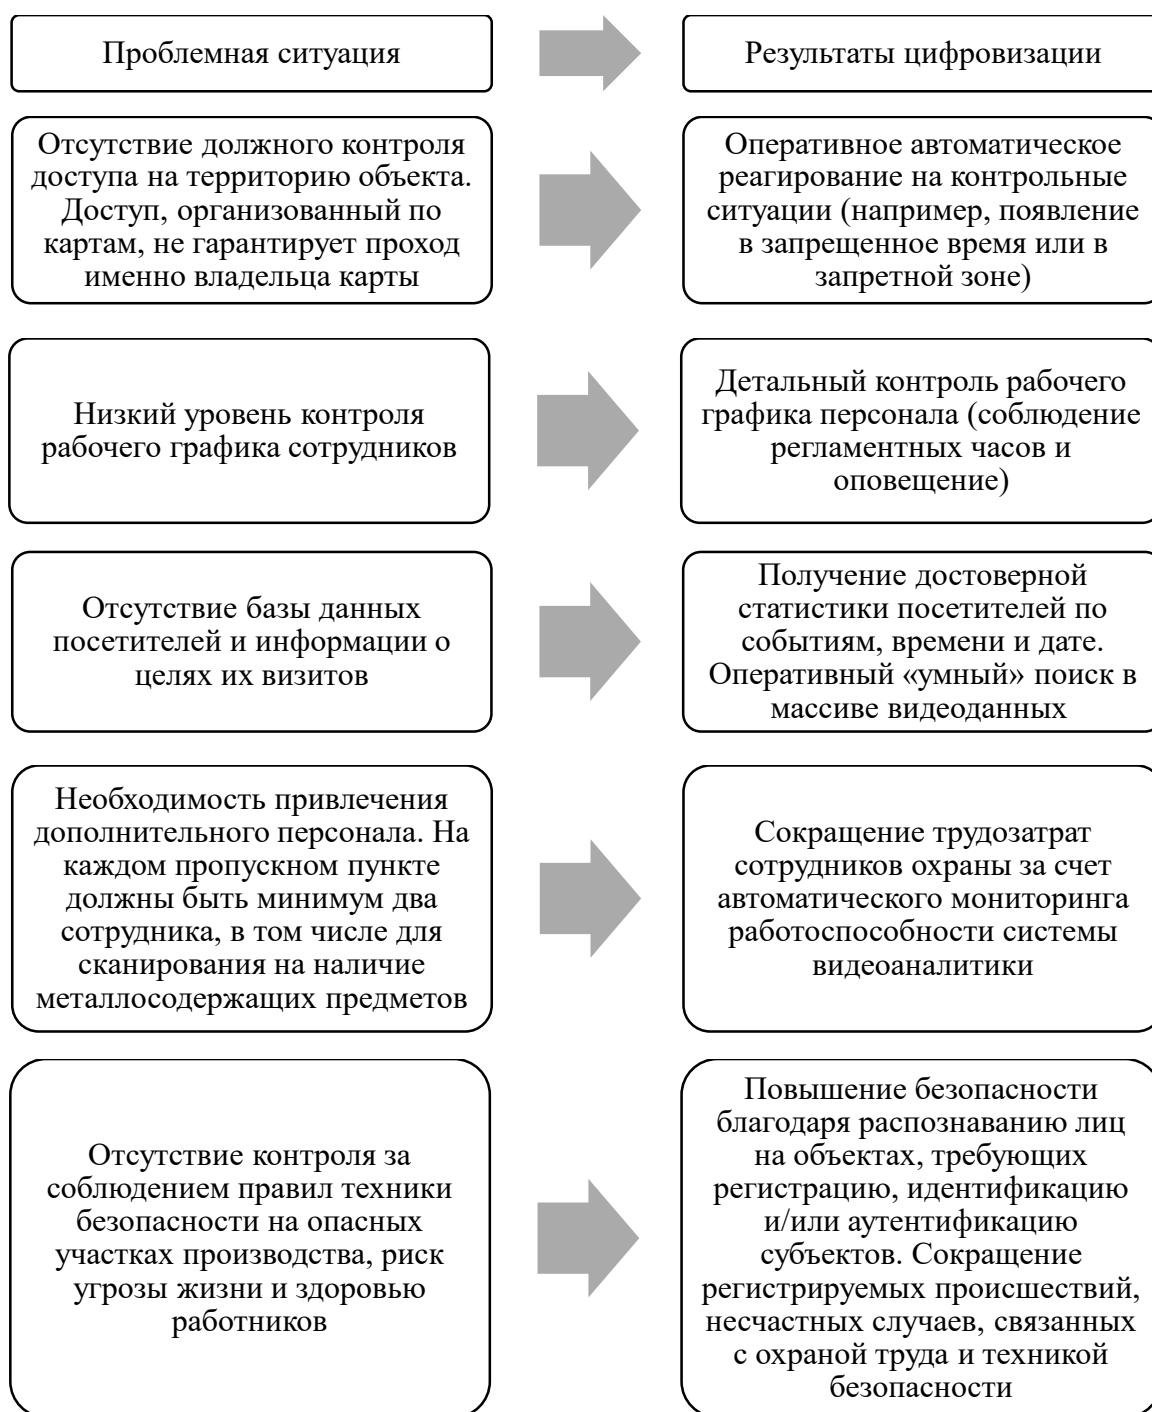 Проблемная ситуация
Результаты цифровизации
Отсутствие должного контроля
доступа на территорию объекта.
Доступ, организованный по
картам, не гарантирует проход
именно владельца карты
Оперативное автоматическое
реагирование на контрольные
ситуации (например, появление
в запрещенное время или в
запретной зоне)
Низкий уровень контроля
рабочего графика сотрудников
Детальный контроль рабочего
графика персонала (соблюдение
регламентных часов и
оповещение)
Отсутствие базы данных
посетителей и информации о
целях их визитов
Получение достоверной
статистики посетителей по
событиям, времени и дате.
Оперативный «умный» поиск в
массиве видеоданных
Необходимость привлечения
дополнительного персонала. На
каждом пропускном пункте
должны быть минимум два
сотрудника, в том числе для
сканирования на наличие
металлосодержащих предметов
Сокращение трудозатрат
сотрудников охраны за счет
автоматического мониторинга
работоспособности системы
видеоаналитики
Отсутствие контроля за
соблюдением правил техники
безопасности на опасных
участках производства, риск
угрозы жизни и здоровью
работников
Повышение безопасности
благодаря распознаванию лиц
на объектах, требующих
регистрацию, идентификацию
и/или аутентификацию
субъектов. Сокращение
регистрируемых происшествий,
несчастных случаев, связанных
с охраной труда и техникой
безопасности